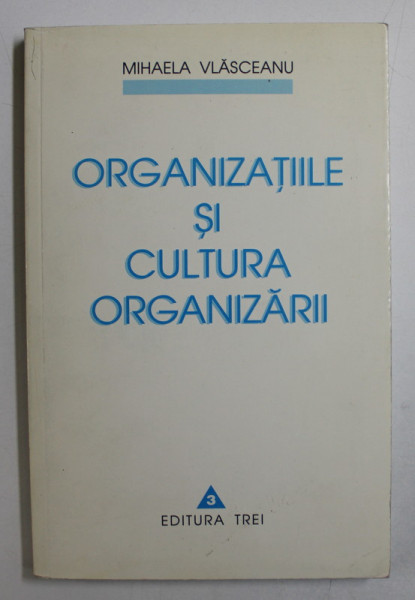 MIHAELA VLĂSCEANU
ORGANIZAȚIILE
ȘI
CULTURA
ORGANIZĂRII
3
EDITURA TREI